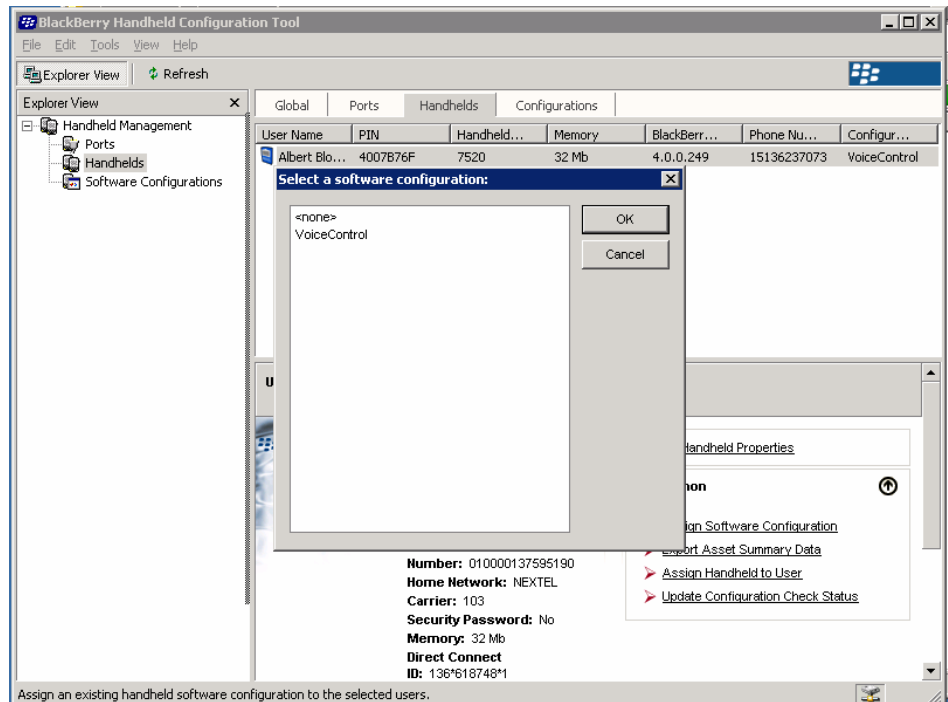 BlackBerry Handheld Configuration Tool
File Edit Tools View Help
Explorer View Refresh
Explorer View
Handheld Management
Ports
Handhelds
Software Configurations
Global Ports Handhelds Configurations
User Name PIN Handheld... Memory BlackBerr... Phone Nu... Configur...
Albert Blo... 4007B76F 7520 32 Mb 4.0.0.249 15136237073 VoiceControl
Select a software configuration:
<none>
VoiceControl
OK
Cancel
U
Handheld Properties
ign Software Configuration
Export Asset Summary Data
Assign Handheld to User
Update Configuration Check Status
Number: 010000137595190
Home Network: NEXTEL
Carrier: 103
Security Password: No
Memory: 32 Mb
Direct Connect
ID: 136*618748*1
Assign an existing handheld software configuration to the selected users.